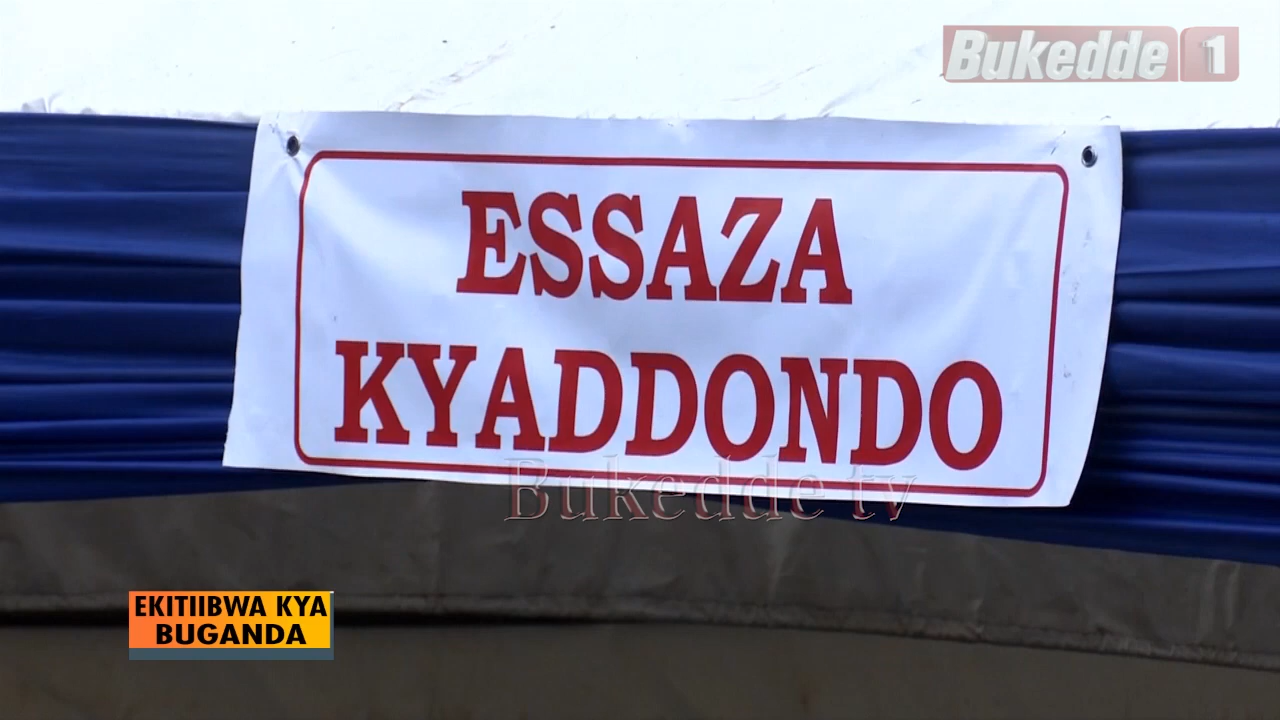 Bukedde 1
ESSAZA
KYADDONDO
Bukedde tv
EKITIIBWA KYA
BUGANDA